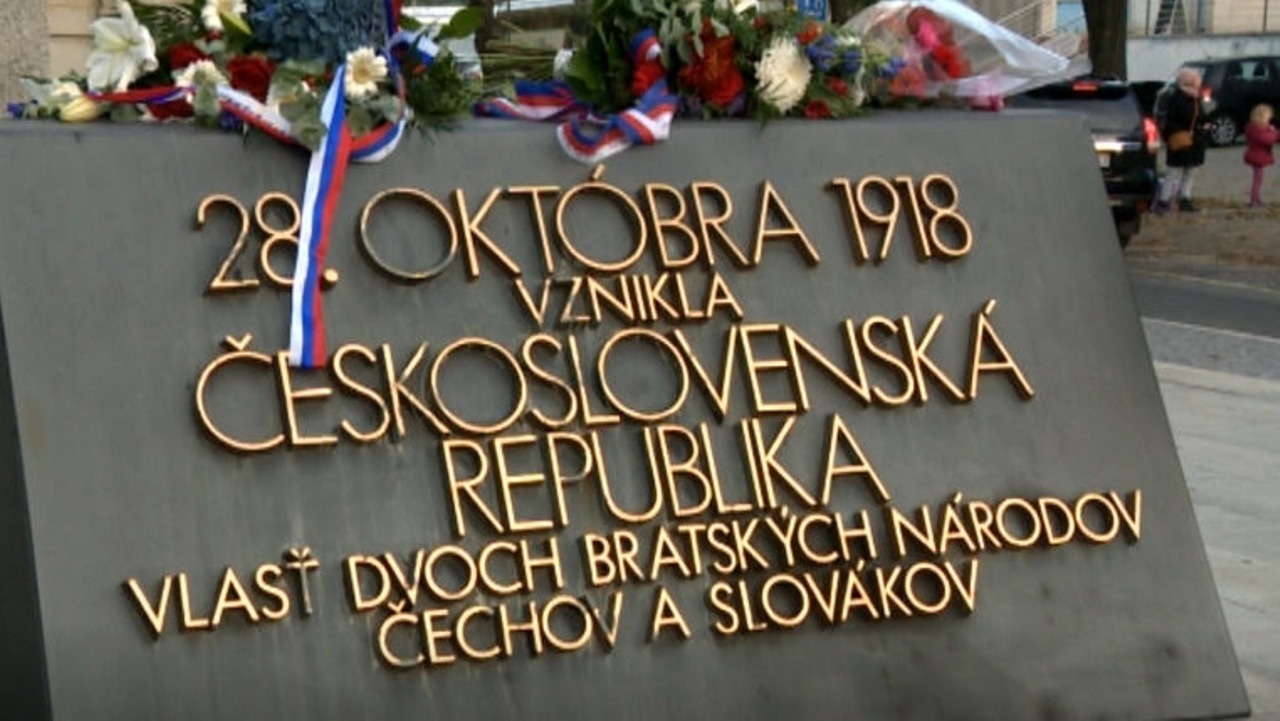 28. OKTÓBRA 1918
VZNIKLA
ČESKOSLOVENSKÁ
REPUBLIKA
VLASŤ DVOCH BRATSKÝCH NÁRODOV
ČECHOV A SLOVÁKOV